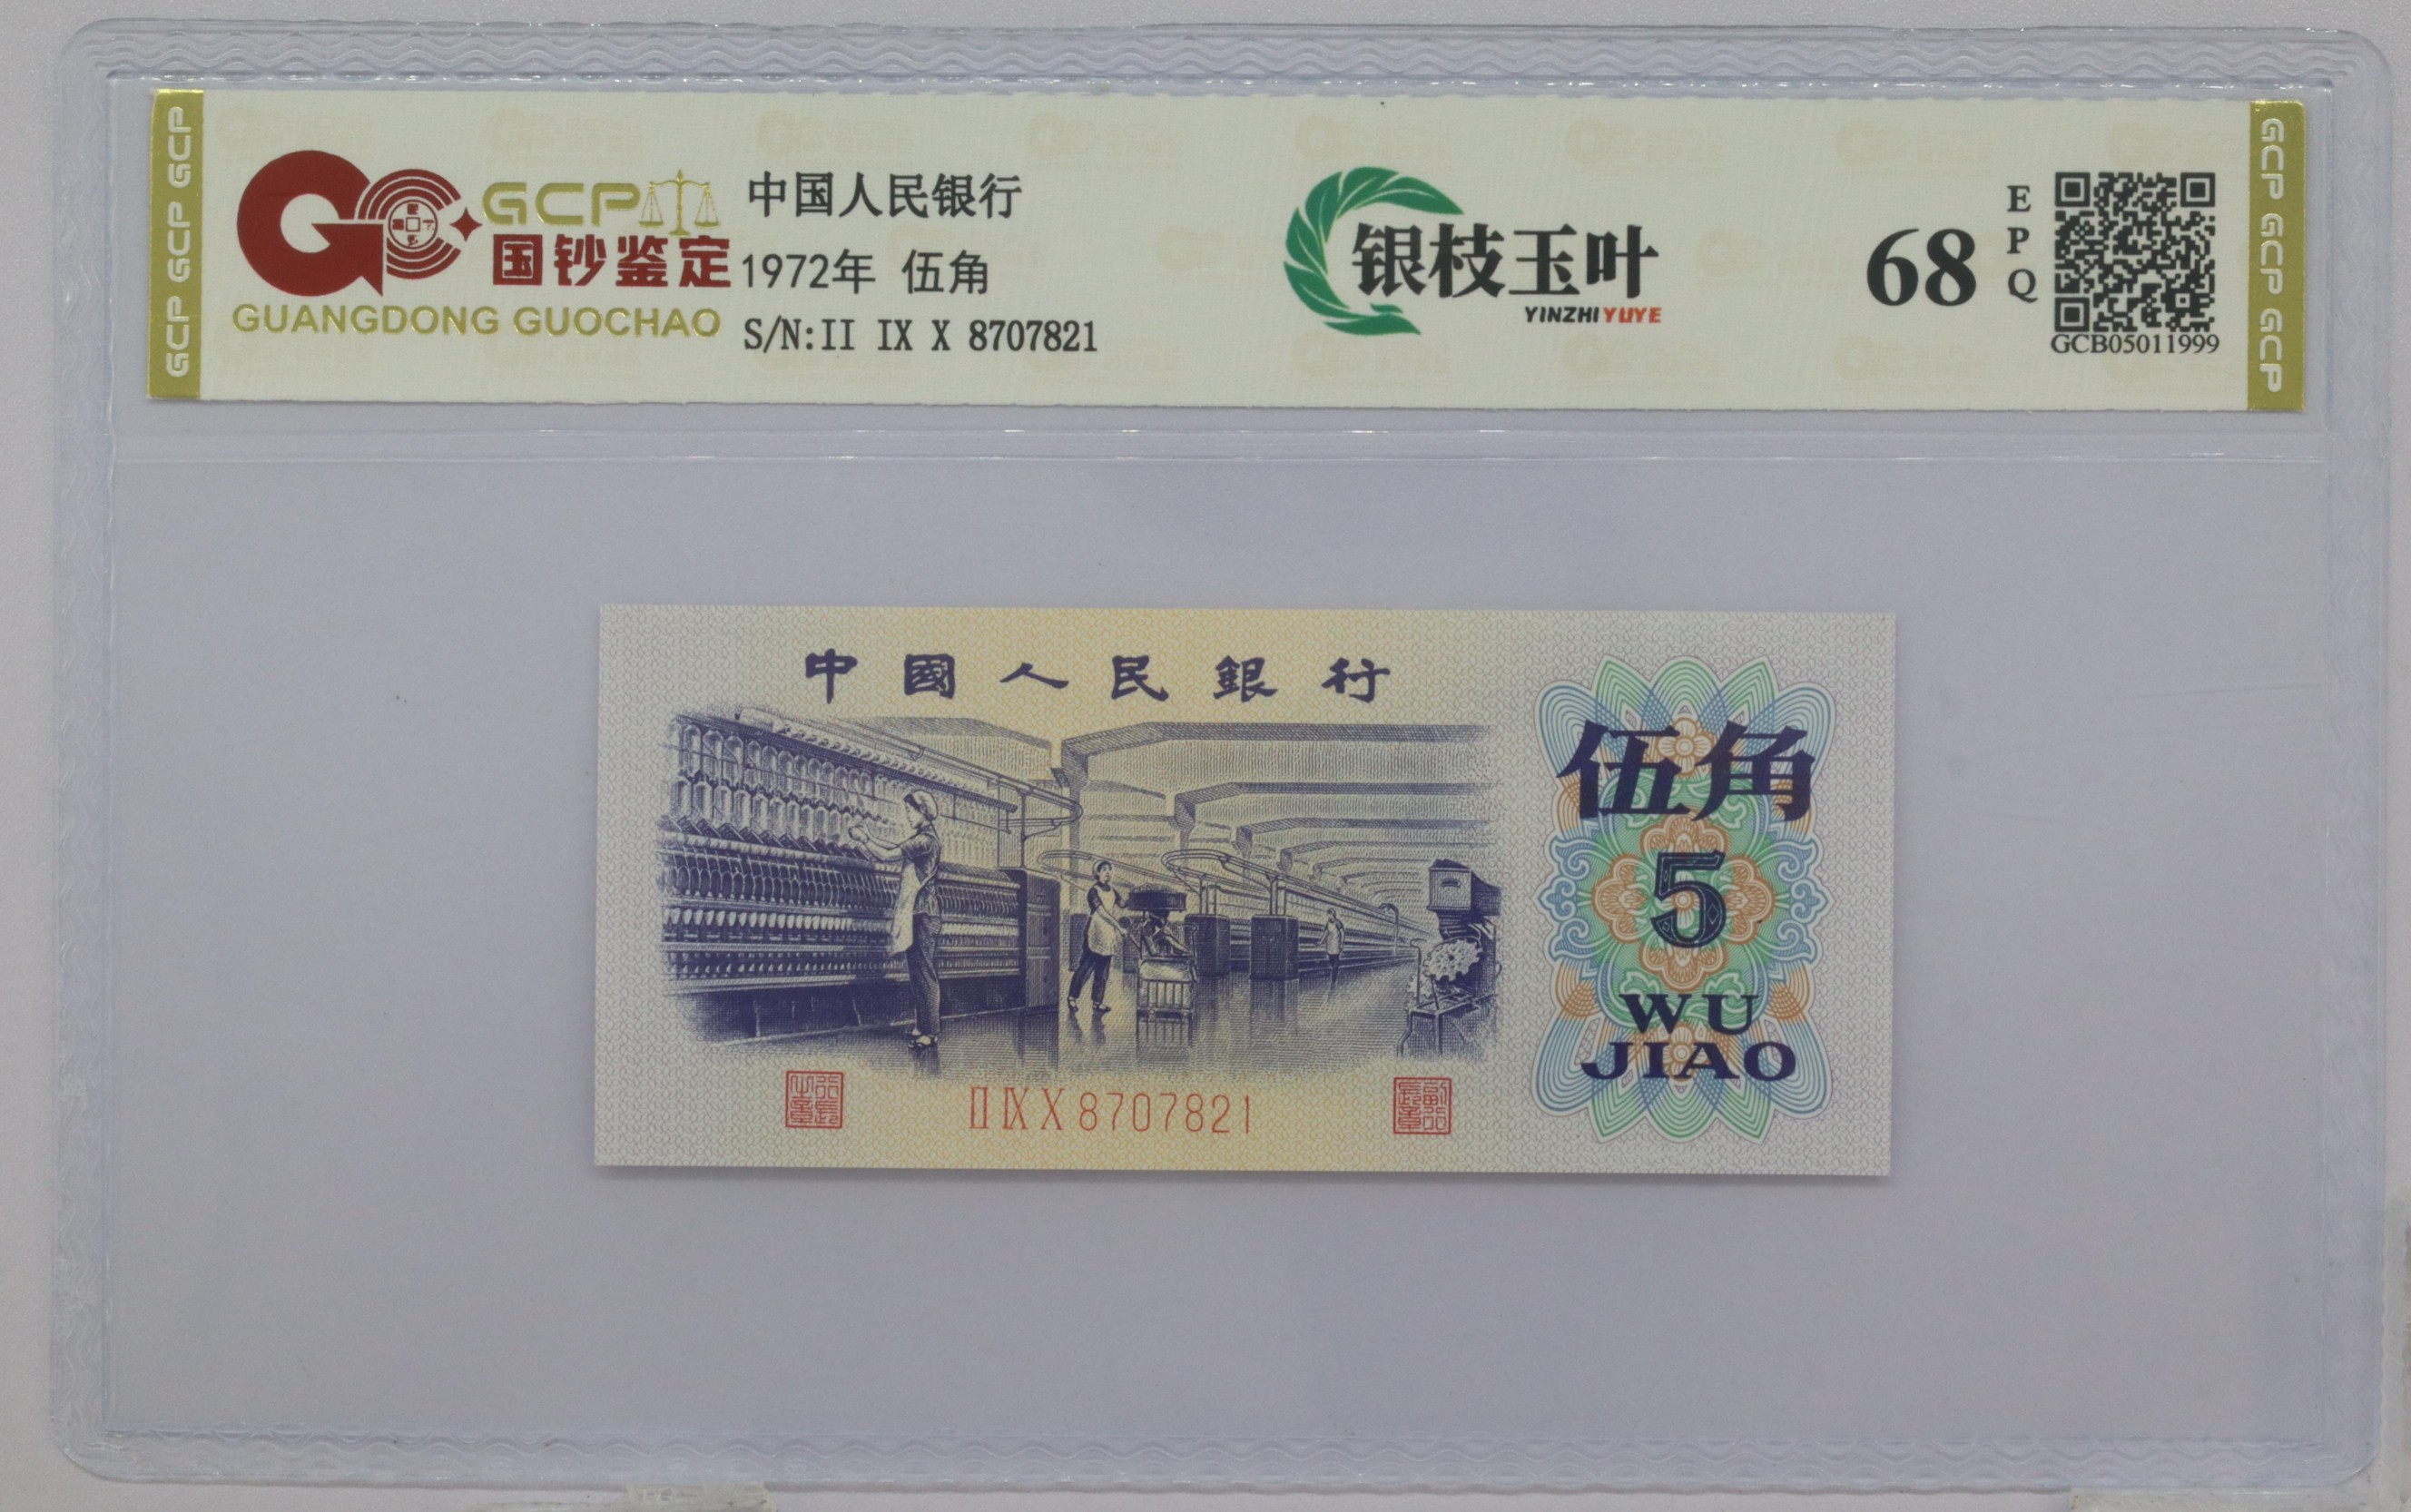 GCP GCP GCP
GCP
国钞鉴定
GUANGDONG GUOCHAO
中国人民银行
1972年 伍角
S/N:II IX X 8707821
银枝玉叶
YINZHI YUYE
68
EPQ
GCB05011999
GCP GCP GCP
中國人民銀行
伍角
5
WU
JIAO
II IX X 8707821